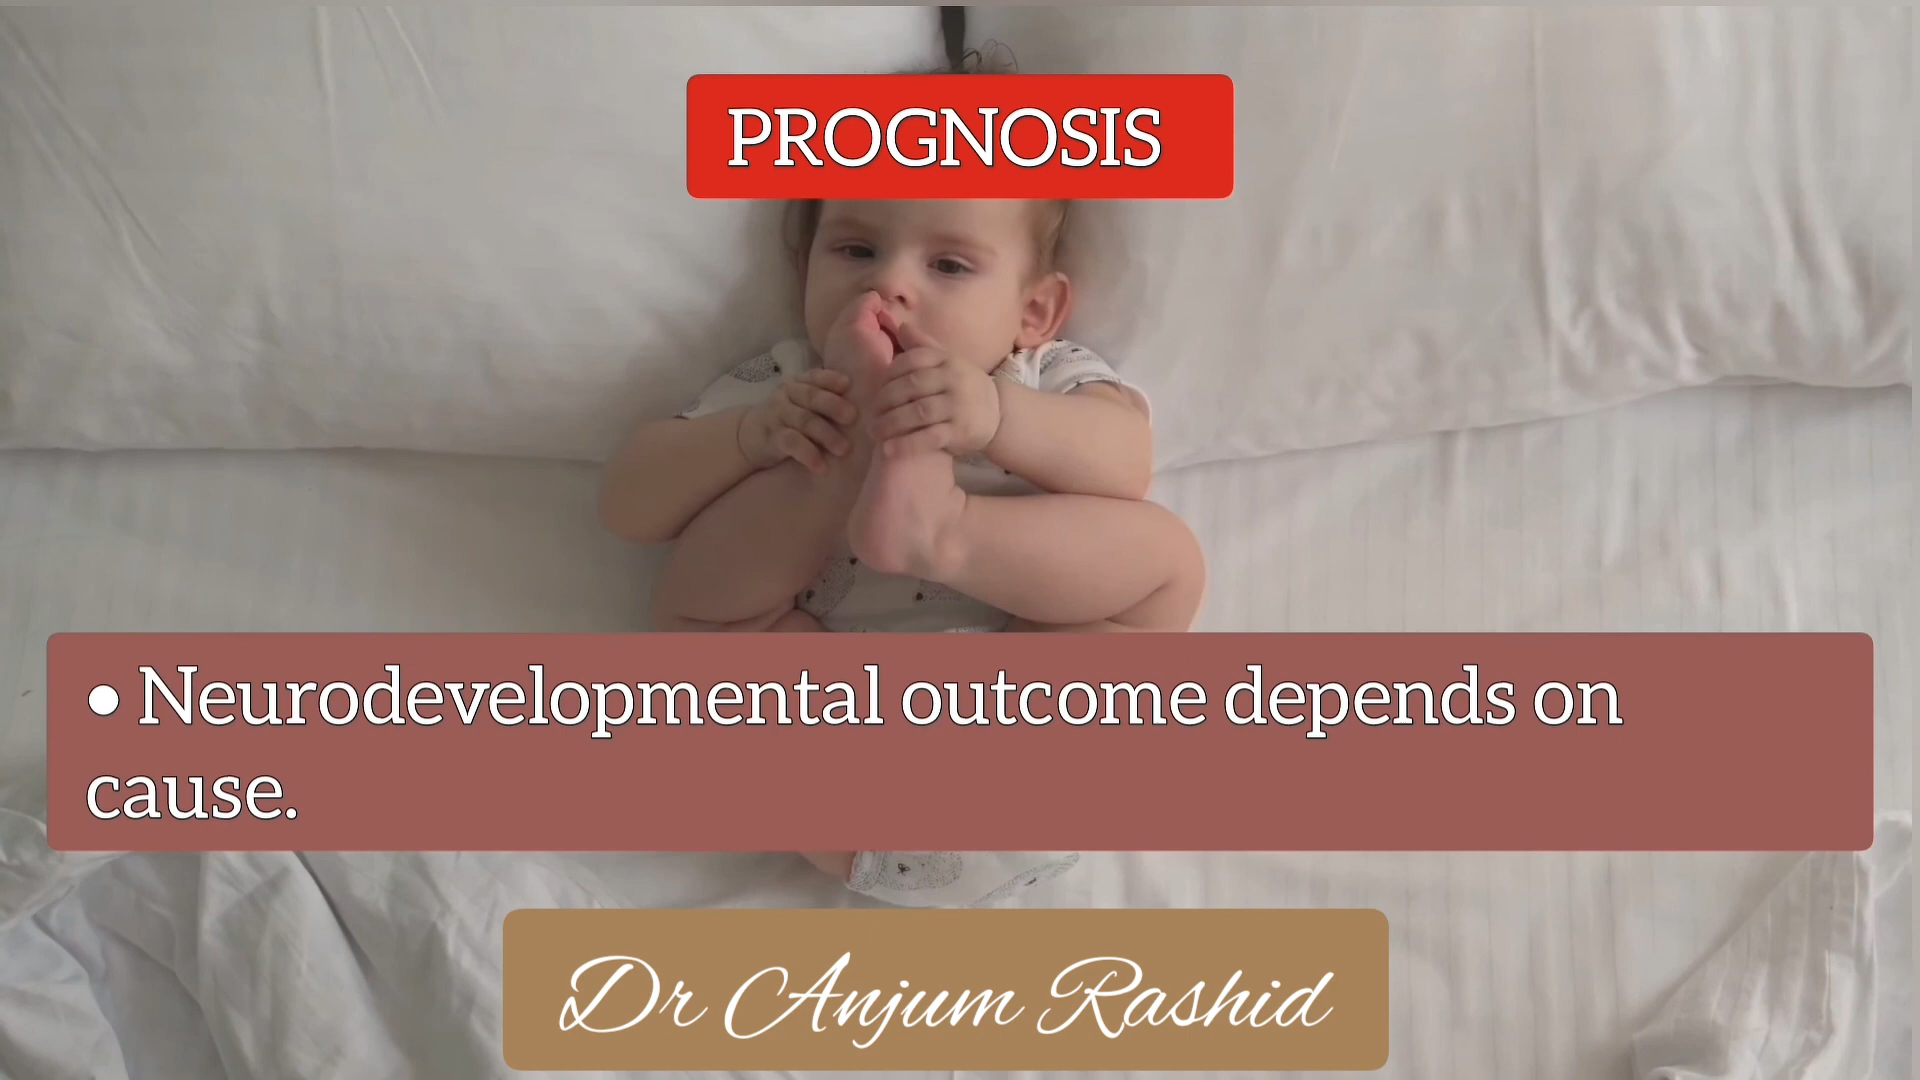 PROGNOSIS
• Neurodevelopmental outcome depends on
cause.
Dr Anjum Rashid